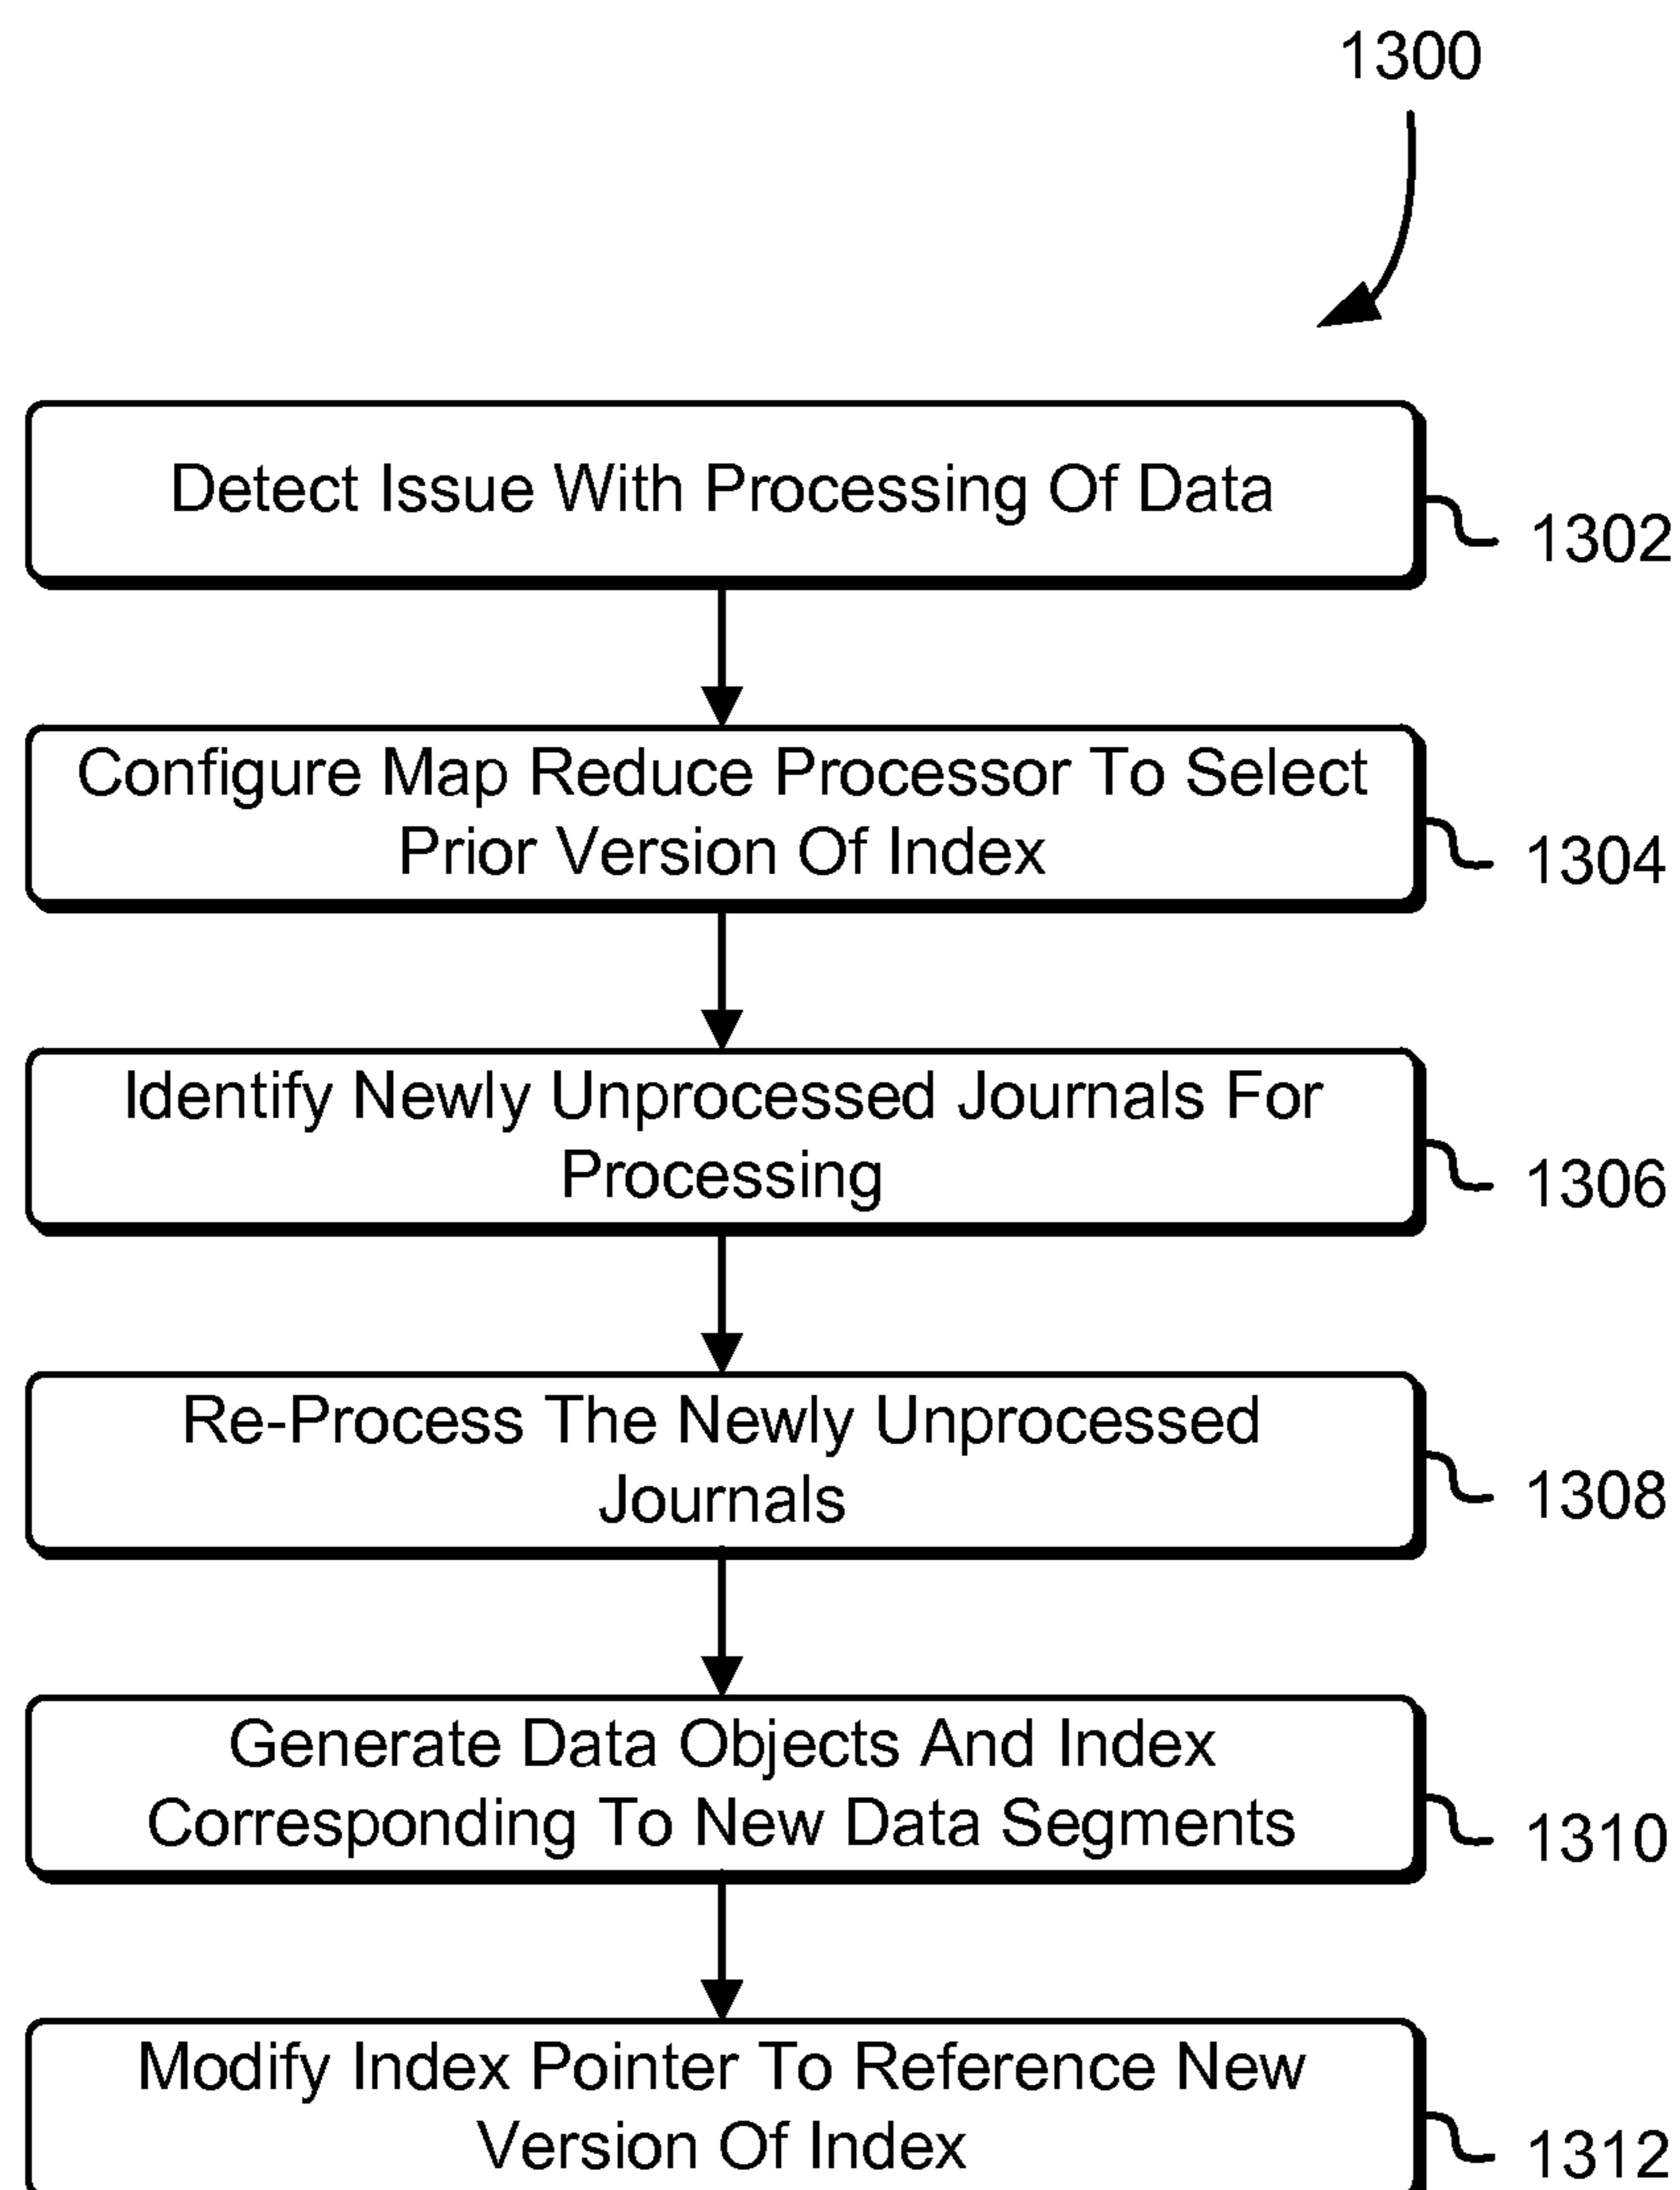 1300
Detect Issue With Processing Of Data
1302
Configure Map Reduce Processor To Select
Prior Version Of Index
1304
Identify Newly Unprocessed Journals For
Processing
1306
Re-Process The Newly Unprocessed
Journals
1308
Generate Data Objects And Index
Corresponding To New Data Segments
1310
Modify Index Pointer To Reference New
Version Of Index
1312